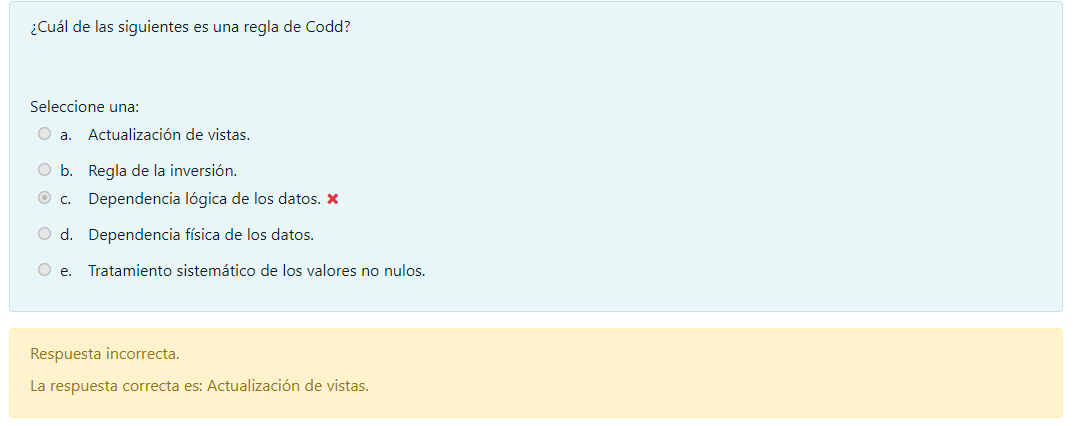 ¿Cuál de las siguientes es una regla de Codd?
Seleccione una:
a. Actualización de vistas.
b. Regla de la inversión.
c. Dependencia lógica de los datos.
d. Dependencia física de los datos.
e. Tratamiento sistemático de los valores no nulos.
Respuesta incorrecta.
La respuesta correcta es: Actualización de vistas.